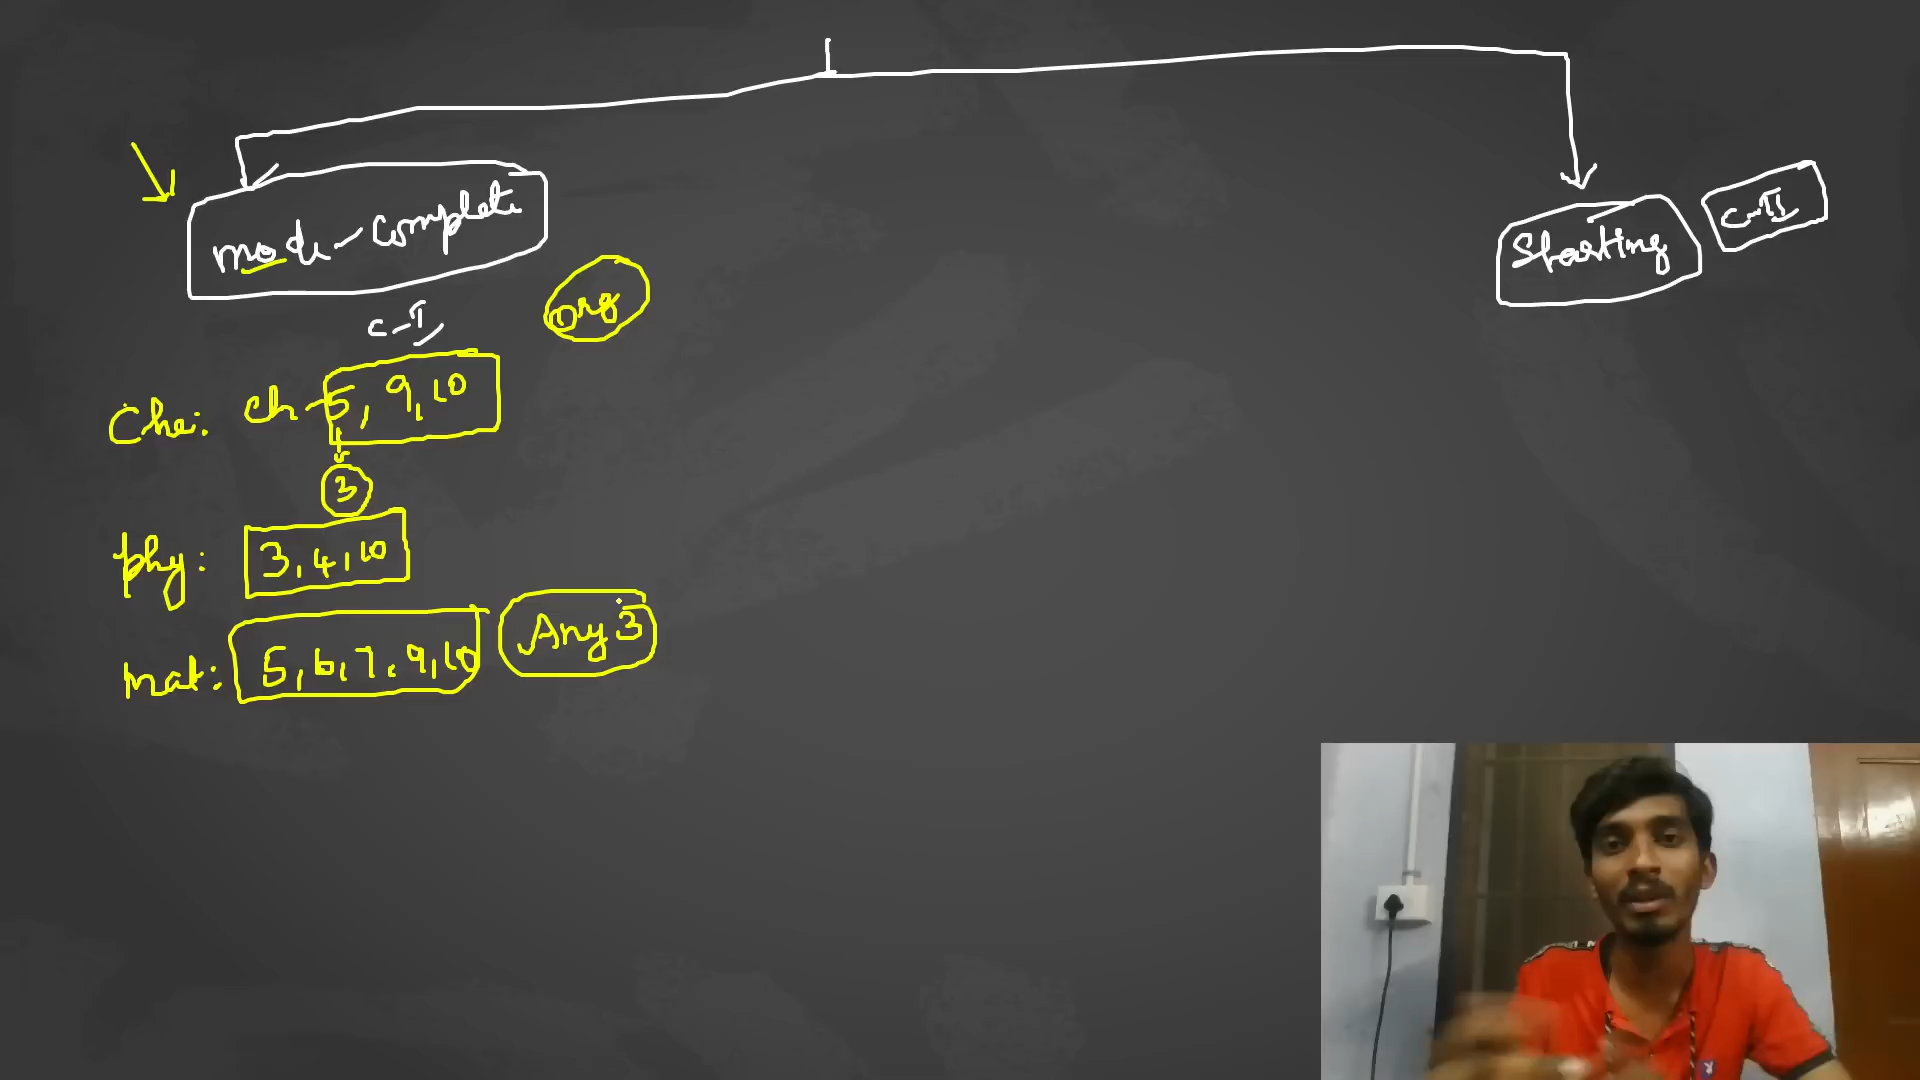 mode-complete
Starting
C-II
C-I
org
Che: ch-5, 9, 10
3
phy: 3, 4, 10
mat: 5, 6, 7, 9, 10
Any 3